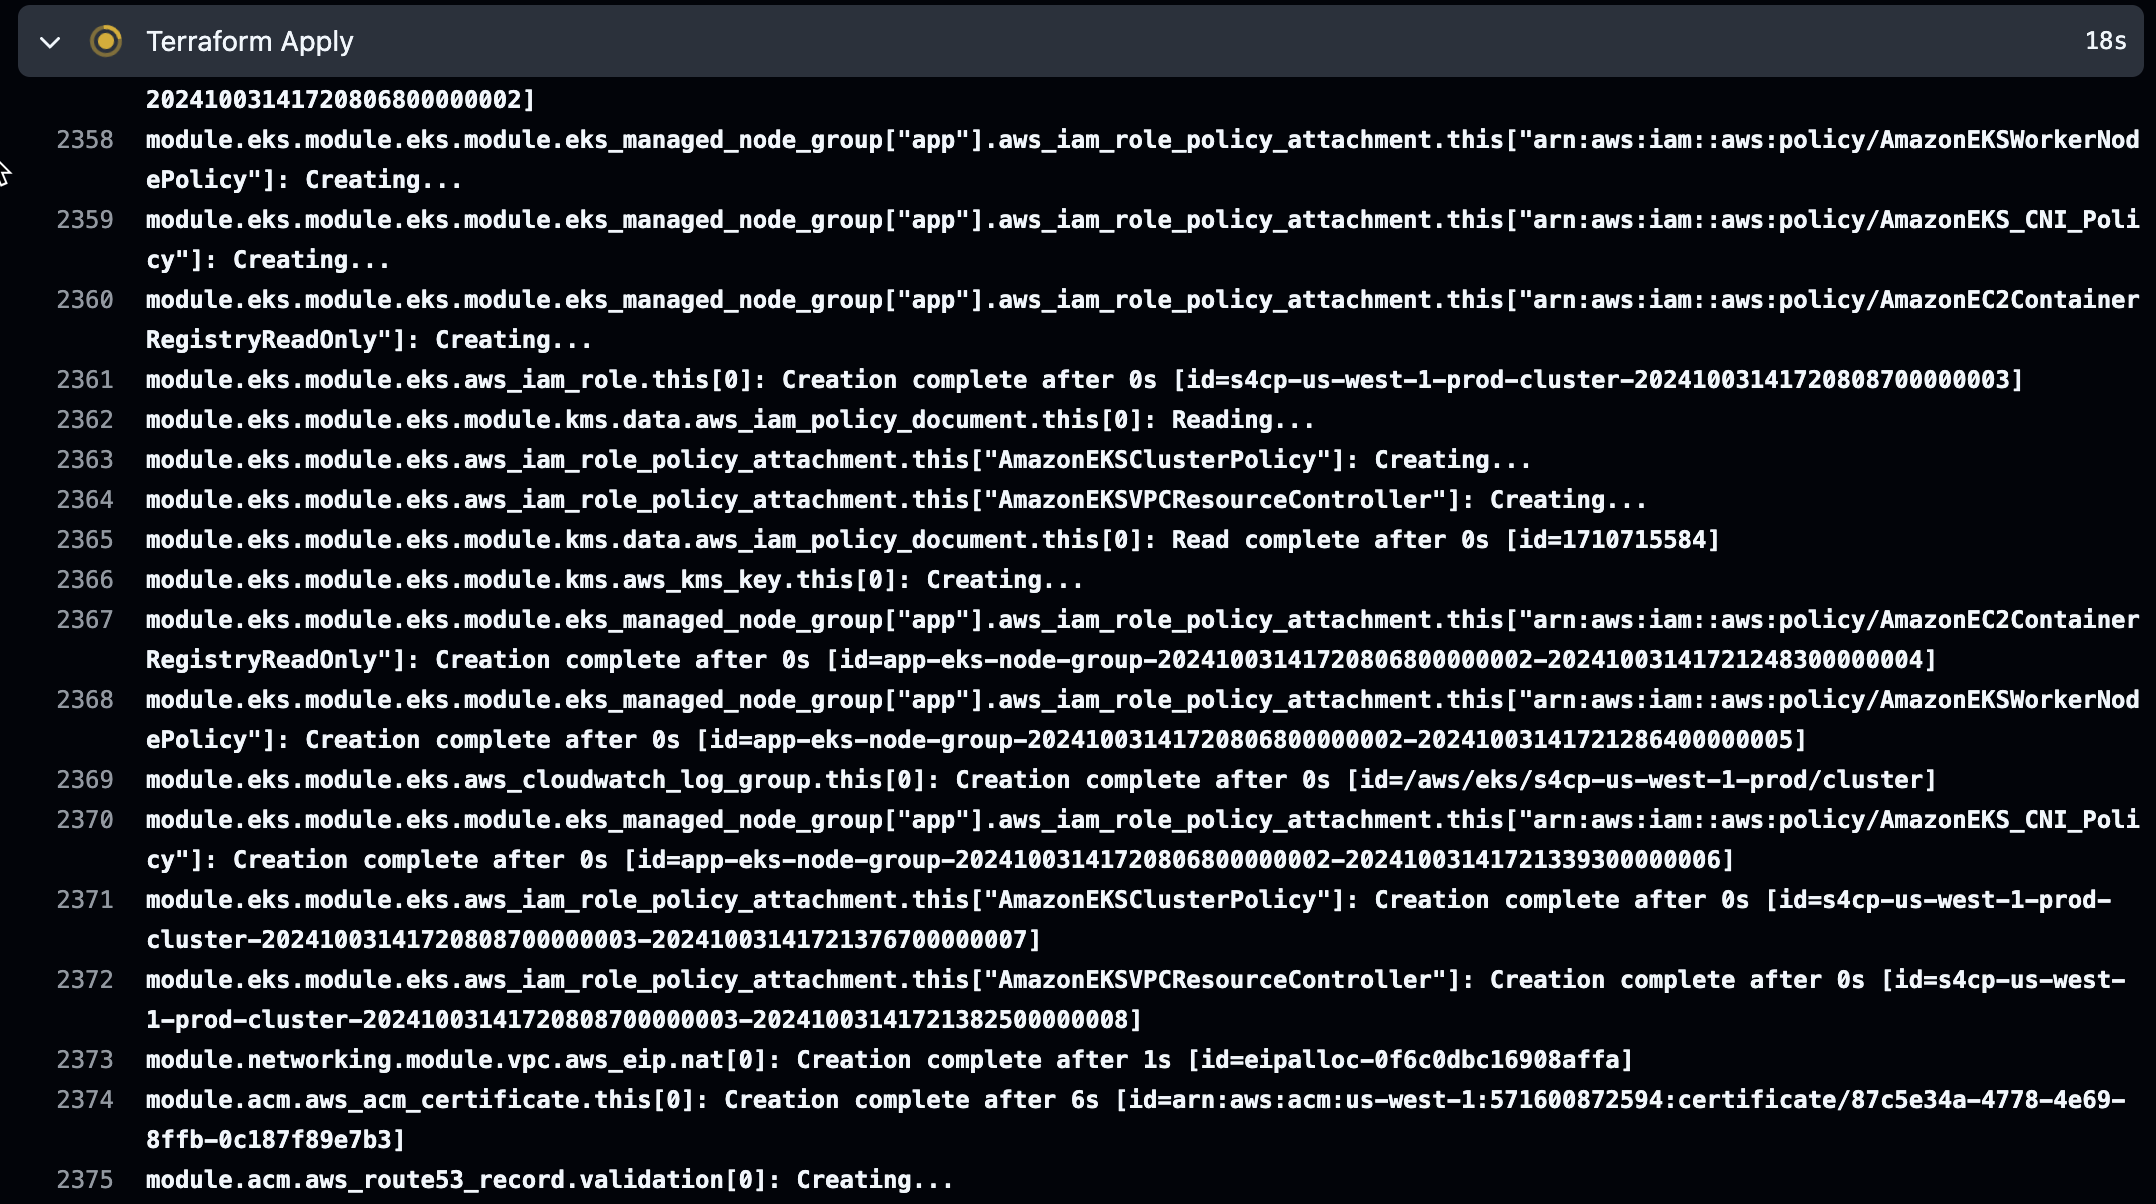 Terraform Apply
18s
20241003141720806800000002]
2358 module.eks.module.eks.module.eks_managed_node_group["app"].aws_iam_role_policy_attachment.this["arn:aws:iam::aws:policy/AmazonEKSWorkerNod
ePolicy"]: Creating...
2359 module.eks.module.eks.module.eks_managed_node_group["app"].aws_iam_role_policy_attachment.this["arn:aws:iam::aws:policy/AmazonEKS_CNI_Poli
cy"]: Creating...
2360 module.eks.module.eks.module.eks_managed_node_group["app"].aws_iam_role_policy_attachment.this["arn:aws:iam::aws:policy/AmazonEC2Container
RegistryReadOnly"]: Creating...
2361 module.eks.module.eks.aws_iam_role.this[0]: Creation complete after 0s [id=s4cp-us-west-1-prod-cluster-20241003141720808700000003]
2362 module.eks.module.eks.module.kms.data.aws_iam_policy_document.this[0]: Reading...
2363 module.eks.module.eks.aws_iam_role_policy_attachment.this["AmazonEKSClusterPolicy"]: Creating...
2364 module.eks.module.eks.aws_iam_role_policy_attachment.this["AmazonEKSVPCResourceController"]: Creating...
2365 module.eks.module.eks.module.kms.data.aws_iam_policy_document.this[0]: Read complete after 0s [id=1710715584]
2366 module.eks.module.eks.module.kms.aws_kms_key.this[0]: Creating...
2367 module.eks.module.eks.module.eks_managed_node_group["app"].aws_iam_role_policy_attachment.this["arn:aws:iam::aws:policy/AmazonEC2Container
RegistryReadOnly"]: Creation complete after 0s [id=app-eks-node-group-20241003141720806800000002-20241003141721248300000004]
2368 module.eks.module.eks.module.eks_managed_node_group["app"].aws_iam_role_policy_attachment.this["arn:aws:iam::aws:policy/AmazonEKSWorkerNod
ePolicy"]: Creation complete after 0s [id=app-eks-node-group-20241003141720806800000002-20241003141721286400000005]
2369 module.eks.module.eks.aws_cloudwatch_log_group.this[0]: Creation complete after 0s [id=/aws/eks/s4cp-us-west-1-prod/cluster]
2370 module.eks.module.eks.module.eks_managed_node_group["app"].aws_iam_role_policy_attachment.this["arn:aws:iam::aws:policy/AmazonEKS_CNI_Poli
cy"]: Creation complete after 0s [id=app-eks-node-group-20241003141720806800000002-20241003141721339300000006]
2371 module.eks.module.eks.aws_iam_role_policy_attachment.this["AmazonEKSClusterPolicy"]: Creation complete after 0s [id=s4cp-us-west-1-prod-
cluster-20241003141720808700000003-20241003141721376700000007]
2372 module.eks.module.eks.aws_iam_role_policy_attachment.this["AmazonEKSVPCResourceController"]: Creation complete after 0s [id=s4cp-us-west-
1-prod-cluster-20241003141720808700000003-20241003141721382500000008]
2373 module.networking.module.vpc.aws_eip.nat[0]: Creation complete after 1s [id=eipalloc-0f6c0dbc16908affa]
2374 module.acm.aws_acm_certificate.this[0]: Creation complete after 6s [id=arn:aws:acm:us-west-1:571600872594:certificate/87c5e34a-4778-4e69-
8ffb-0c187f89e7b3]
2375 module.acm.aws_route53_record.validation[0]: Creating...